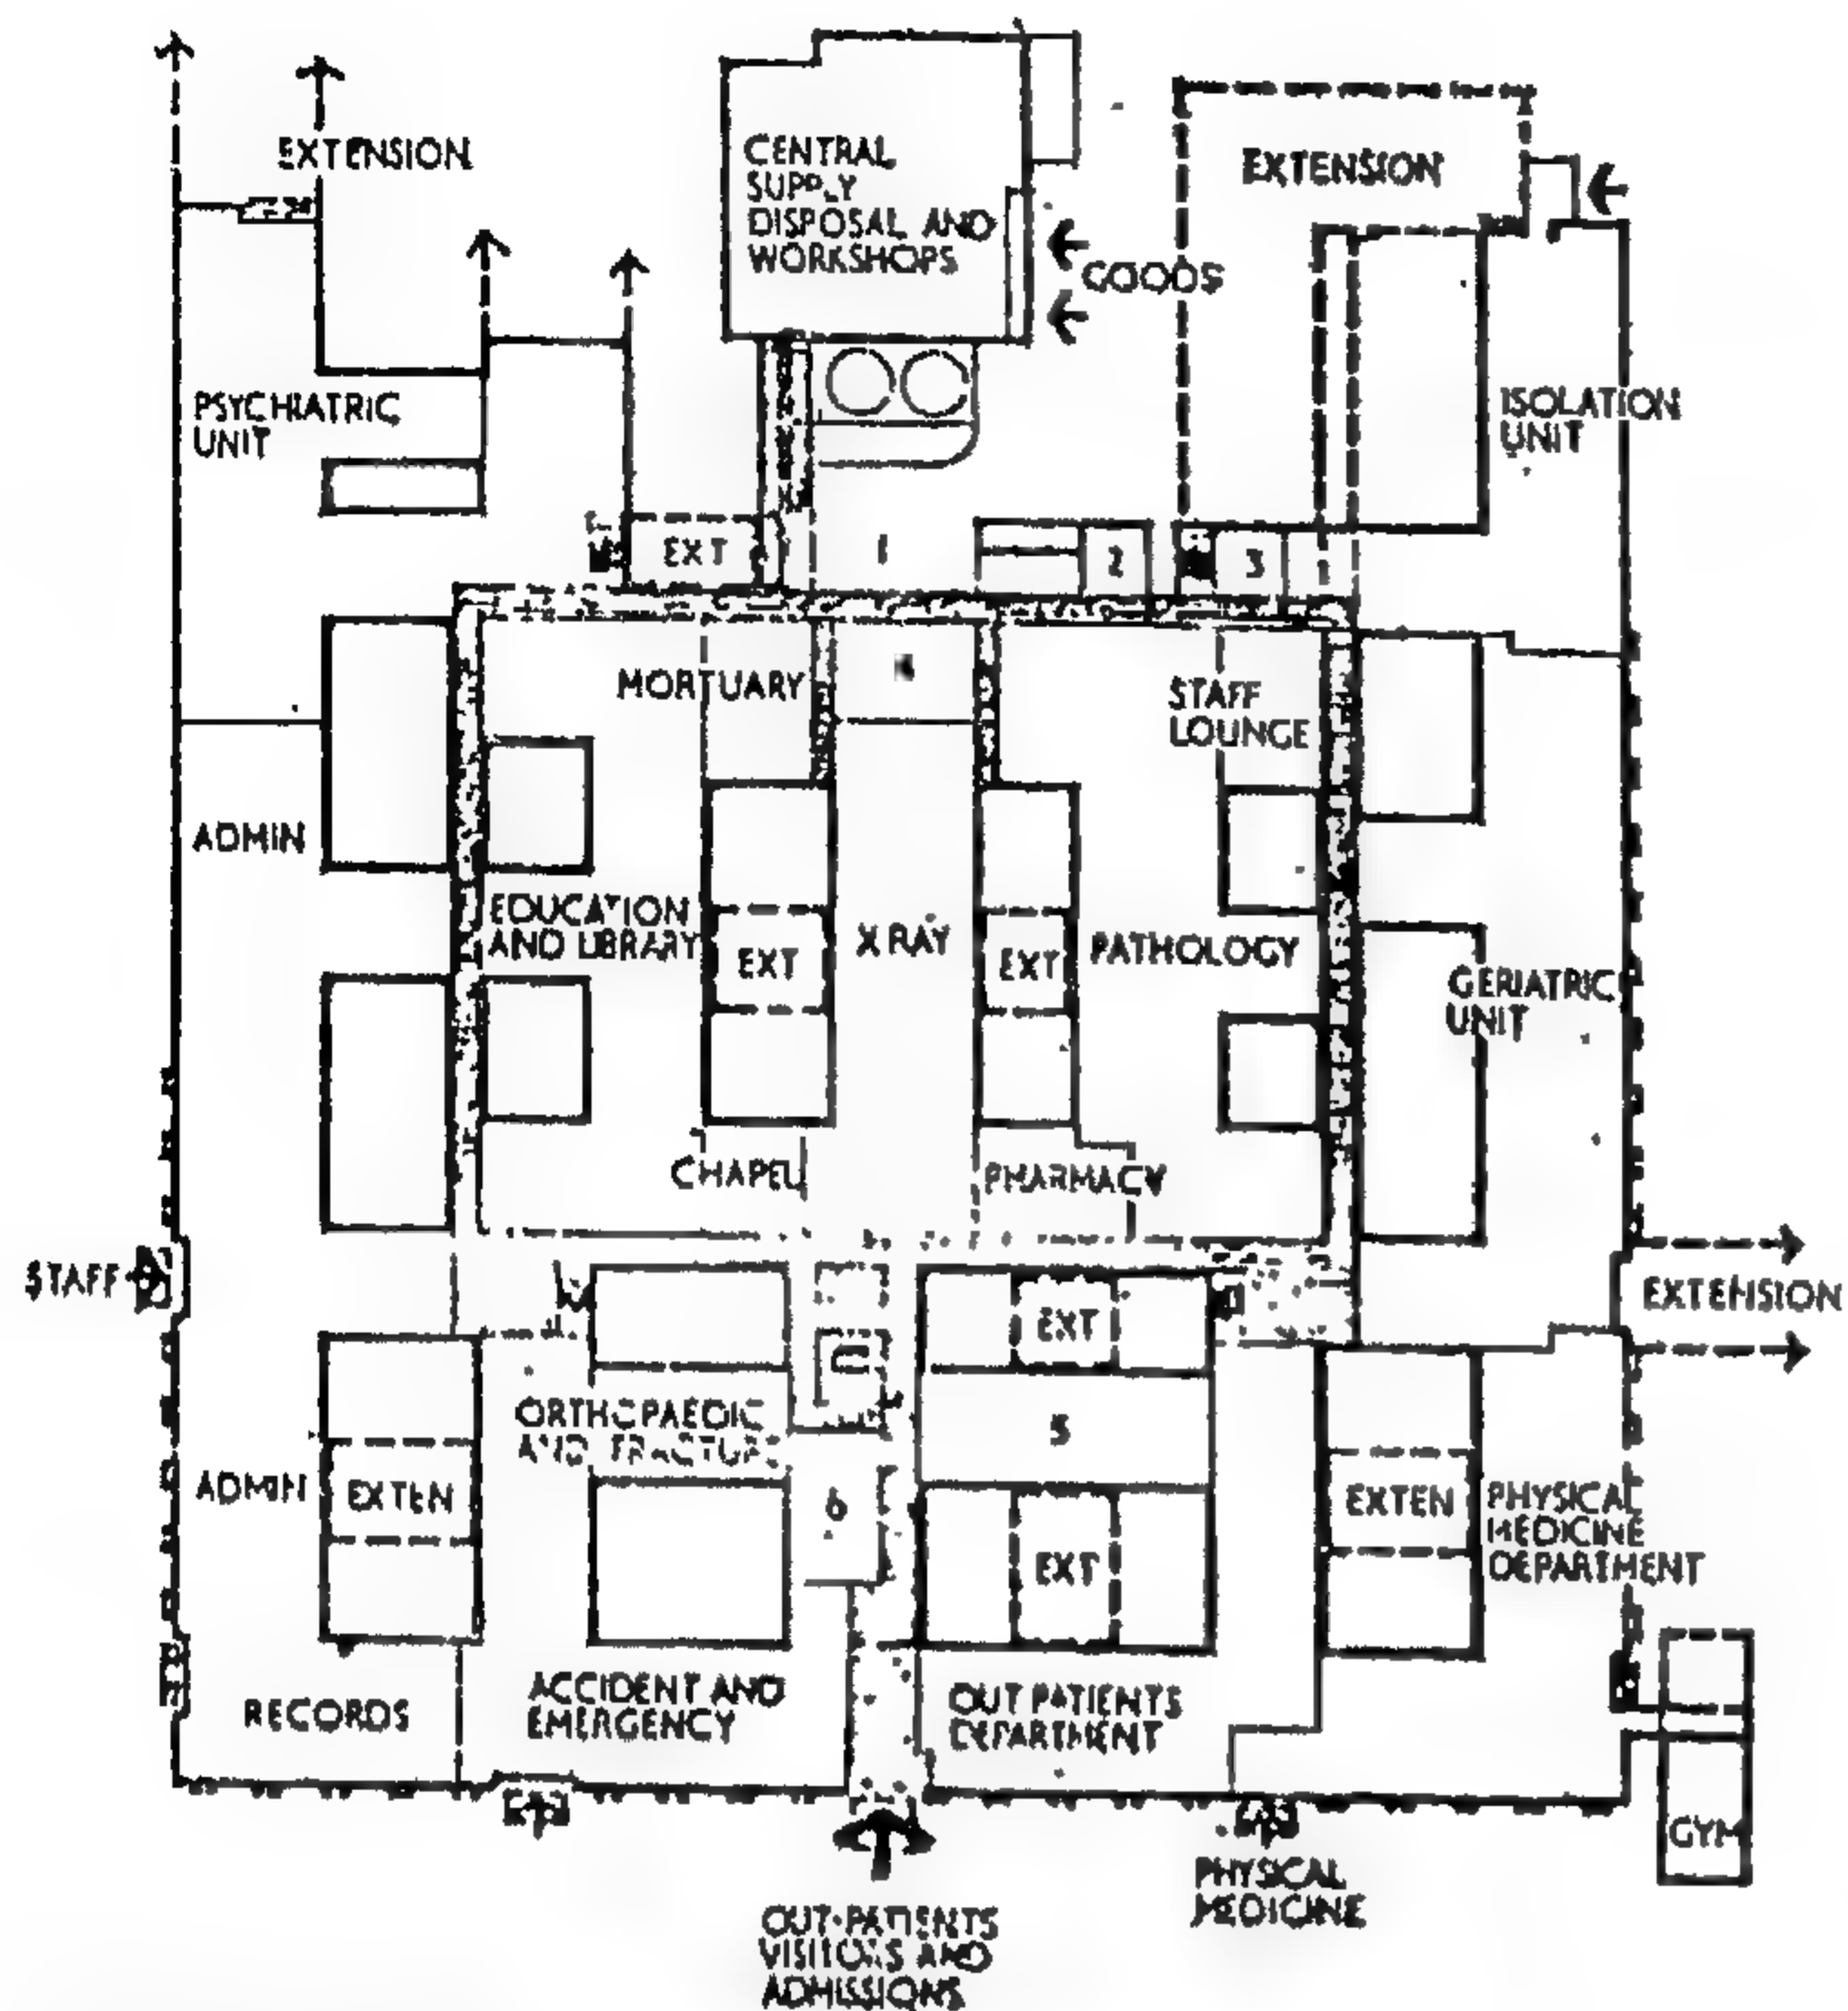 EXTENSION
CENTRAL
SUPPLY
DISPOSAL AND
WORKSHOPS
EXTENSION
GOODS
PSYCHIATRIC
UNIT
ISOLATION
UNIT
EXT
1
2
3
MORTUARY
STAFF
LOUNGE
ADMIN
EDUCATION
AND LIBRARY
EXT
X RAY
EXT
PATHOLOGY
GERIATRIC
UNIT
CHAPEL
PHARMACY
STAFF
EXT
EXTENSION
ORTHOPAEDIC
AND FRACTURE
5
ADMIN
EXTEN
6
EXT
EXTEN
PHYSICAL
MEDICINE
DEPARTMENT
RECORDS
ACCIDENT AND
EMERGENCY
OUT PATIENTS
DEPARTMENT
GYM
PHYSICAL
MEDICINE
OUT-PATIENTS
VISITORS AND
ADMISSIONS